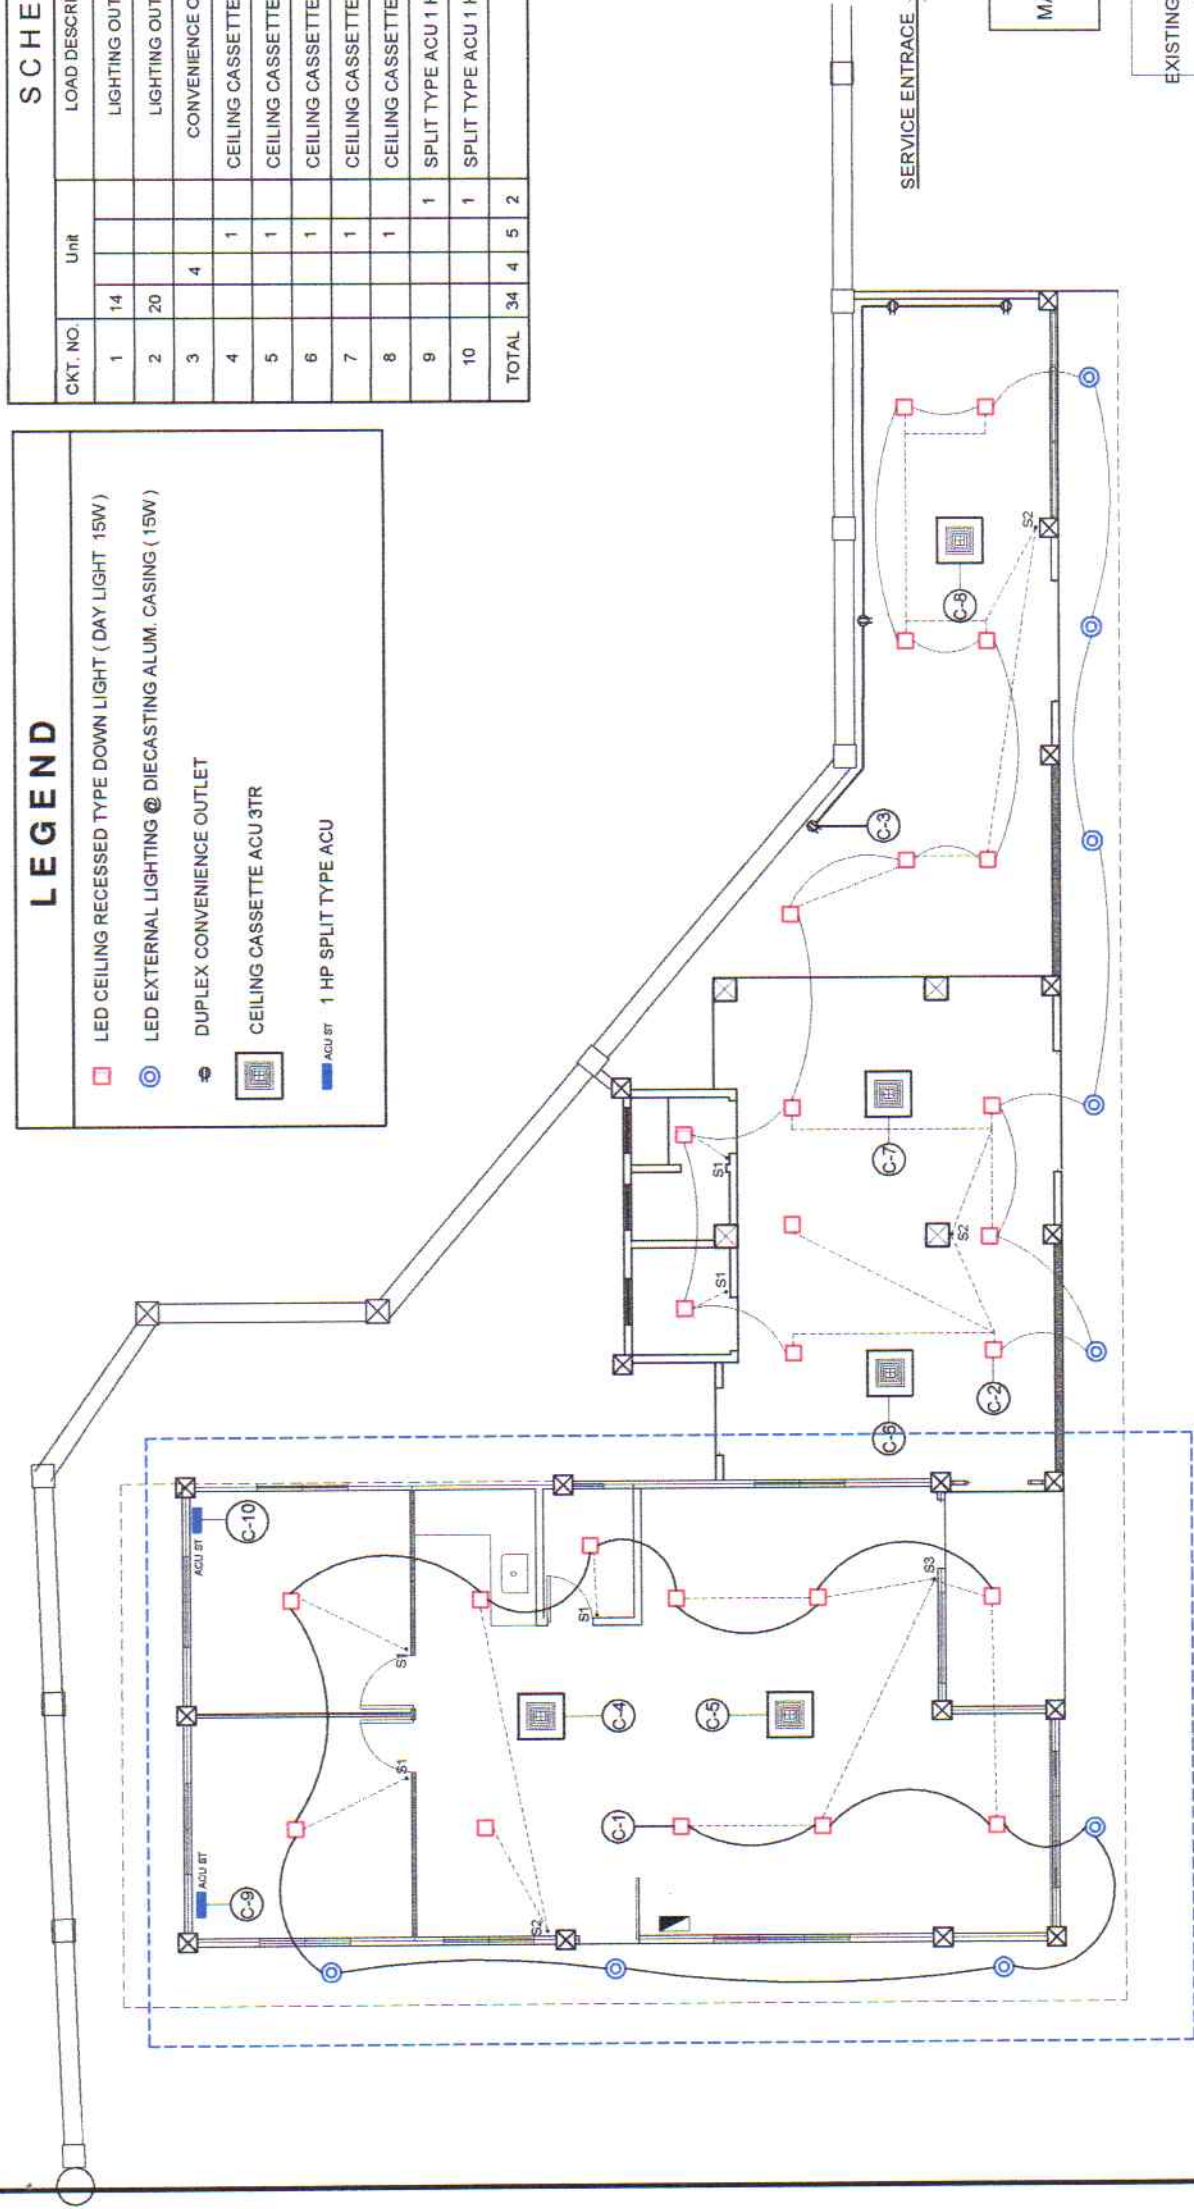 LEGEND
LED CEILING RECESSED TYPE DOWN LIGHT ( DAY LIGHT 15W )
LED EXTERNAL LIGHTING @ DIECASTING ALUM. CASING ( 15W )
DUPLEX CONVENIENCE OUTLET
CEILING CASSETTE ACU 3TR
ACU ST 1 HP SPLIT TYPE ACU
SCHE
CKT. NO. Unit LOAD DESCRI
1 14 LIGHTING OUT
2 20 LIGHTING OUT
3 4 CONVENIENCE O
4 1 CEILING CASSETTE
5 1 CEILING CASSETTE
6 1 CEILING CASSETTE
7 1 CEILING CASSETTE
8 1 CEILING CASSETTE
9 1 SPLIT TYPE ACU 1 H
10 1 SPLIT TYPE ACU 1 H
TOTAL 34 4 5 2
ACU ST
C-9
ACU ST
C-10
S1
S1
S2
S1
C-4
C-1
C-5
S3
S1
S1
C-6
C-7
S2
C-2
C-3
C-8
S2
SERVICE ENTRACE
MA
EXISTING